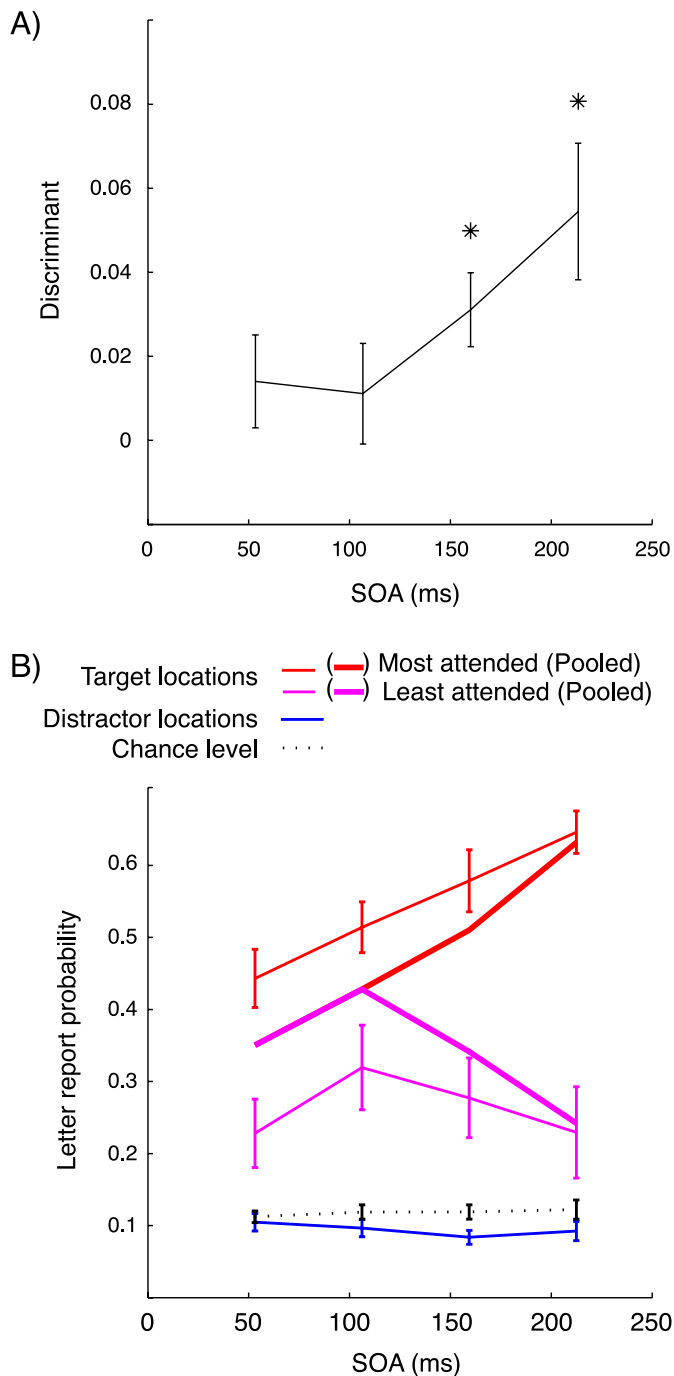 A)
0.08
0.06
0.04
0.02
0
Discriminant
*
*
0 50 100 150 200 250
SOA (ms)
B)
Target locations (—) Most attended (Pooled)
(—) Least attended (Pooled)
Distractor locations
Chance level
0.6
0.5
0.4
0.3
0.2
0.1
Letter report probability
0 50 100 150 200 250
SOA (ms)